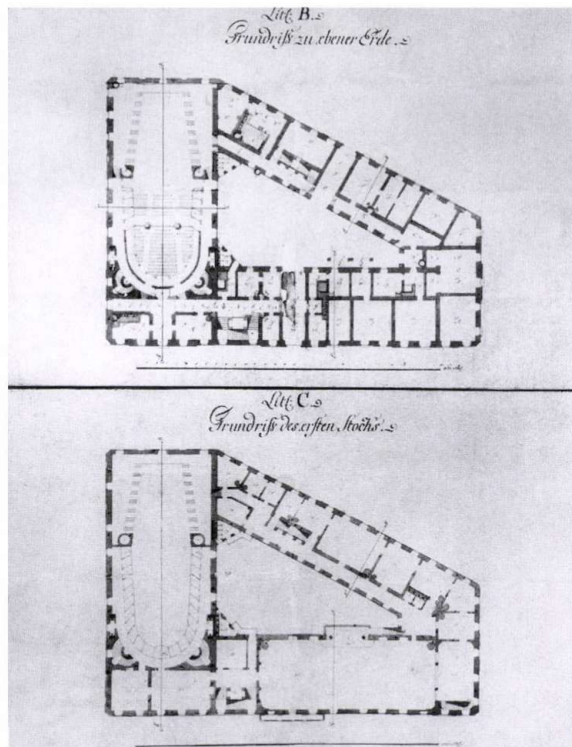 Litt. B.
Grundriß zu ebener Erde.
Litt. C.
Grundriß des ersten Stocks.